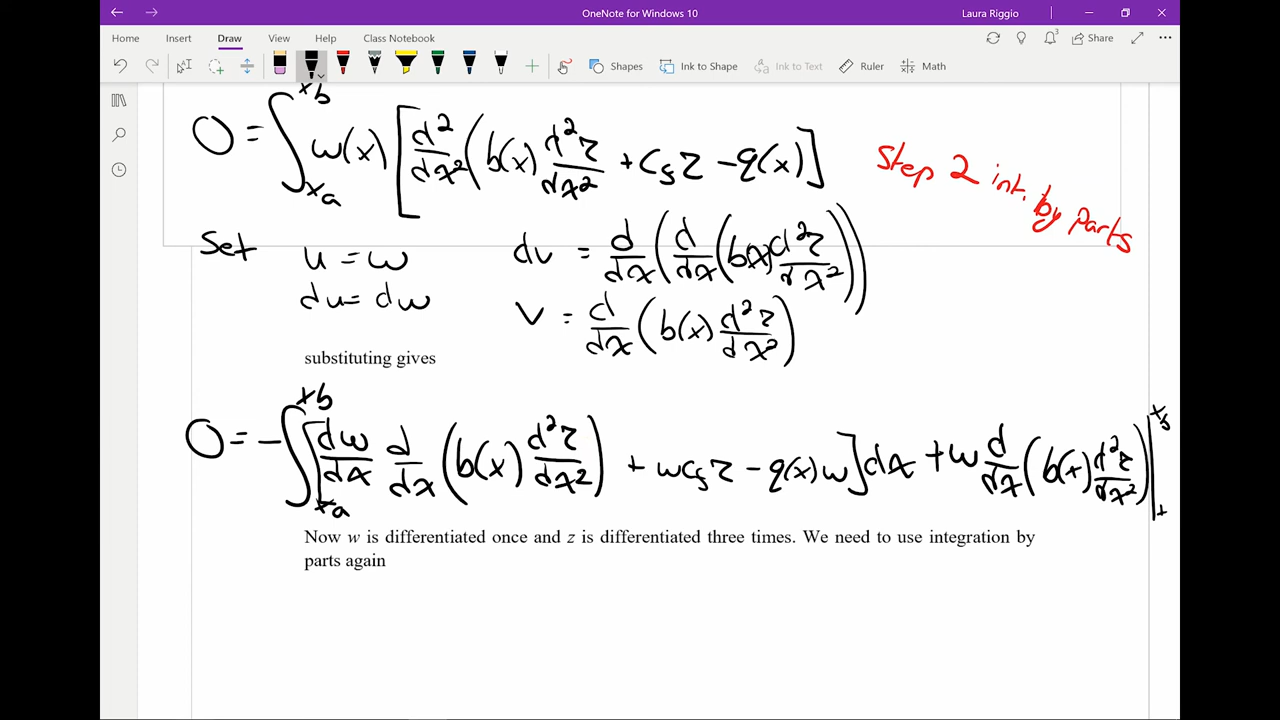 OneNote for Windows 10
Laura Riggio
Home Insert Draw View Help Class Notebook
3 Share
Shapes Ink to Shape Ink to Text Ruler Math
0 = ∫_{xa}^{xb} w(x) [ d²/dx² ( b(x) d²z/dx² + C_f z - q(x) ]
Step 2 int. by Parts
Set u = w dv = d/dx ( d/dx ( b(x) d²z/dx² ) )
du = dw v = d/dx ( b(x) d²z/dx² )
substituting gives
0 = - ∫_{xa}^{xb} [ dw/dx d/dx ( b(x) d²z/dx² ) + w C_f z - q(x) w ] dx + w d/dx ( b(x) d²z/dx² ) |
Now w is differentiated once and z is differentiated three times. We need to use integration by
parts again